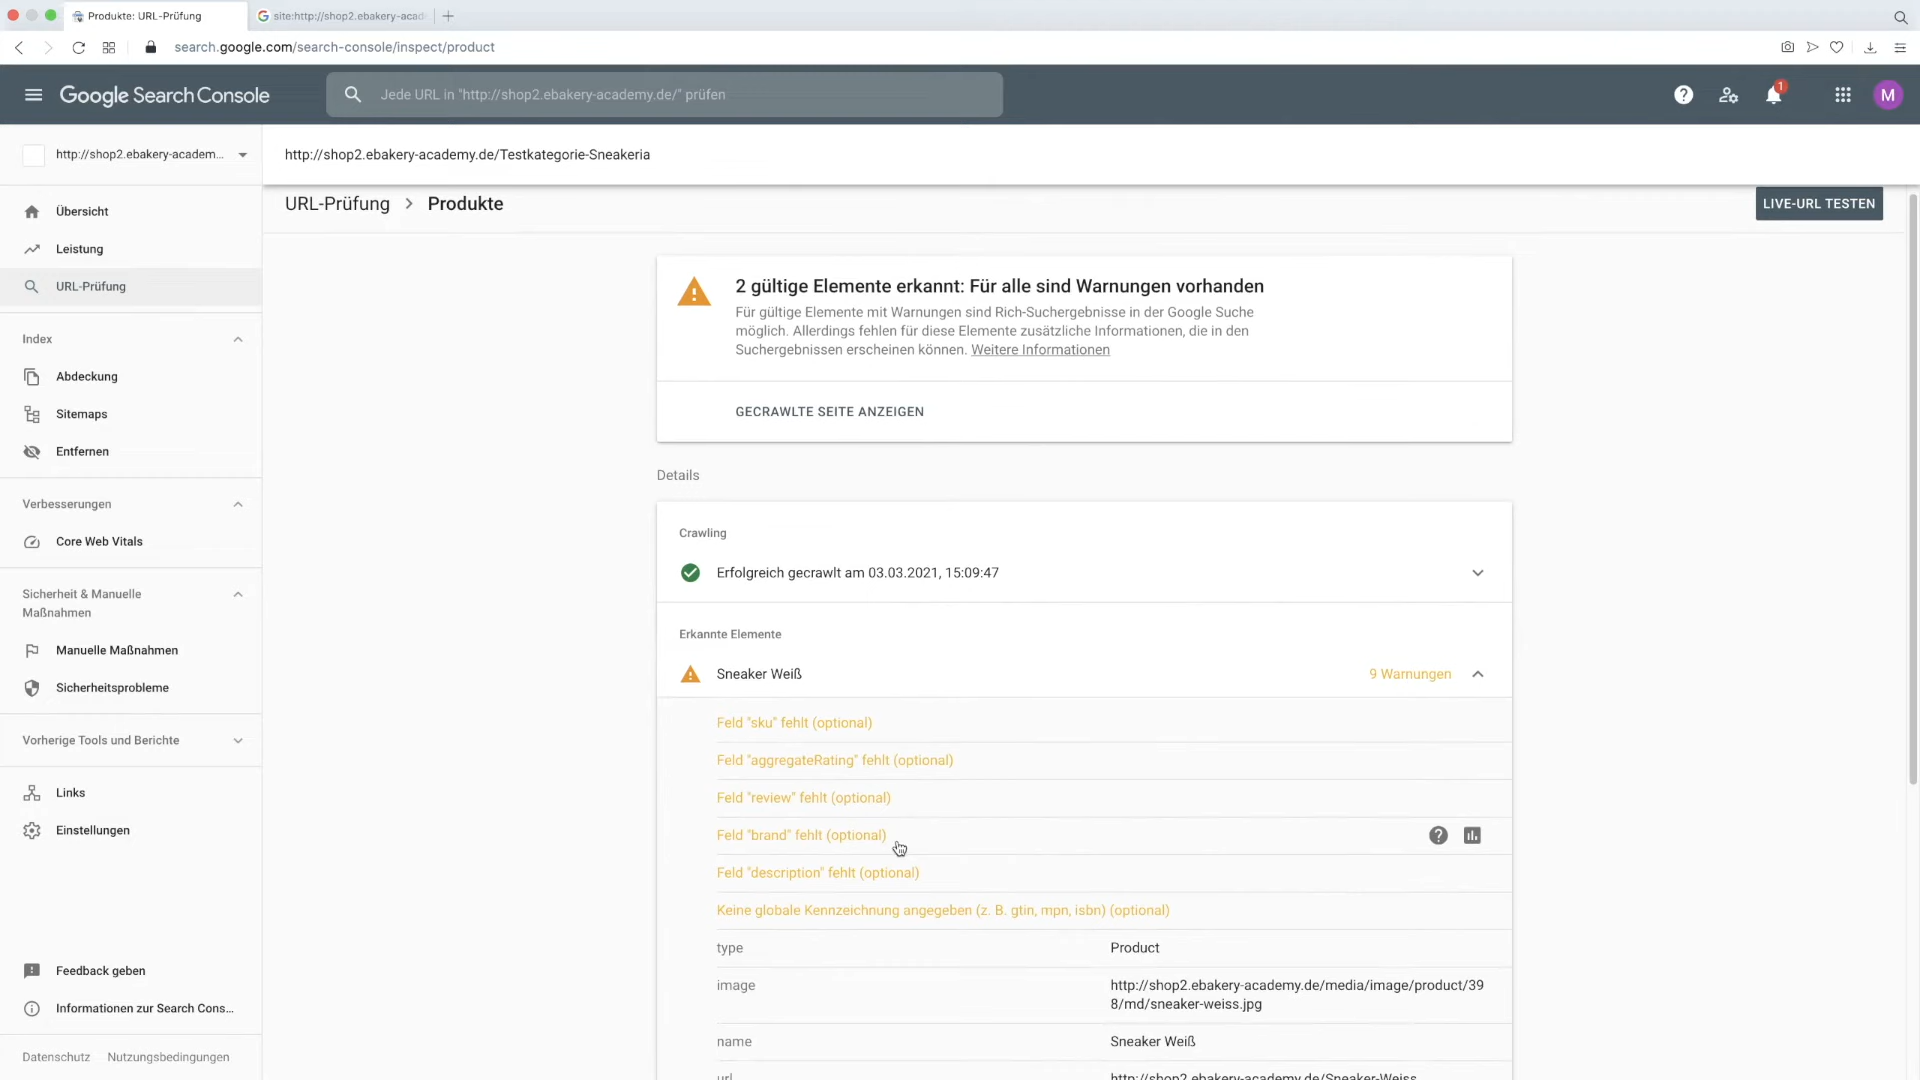 Produkte: URL-Prüfung
site:http://shop2.ebakery-acad
search.google.com/search-console/inspect/product
Google Search Console
Jede URL in "http://shop2.ebakery-academy.de/" prüfen
1
M
http://shop2.ebakery-academ...
http://shop2.ebakery-academy.de/Testkategorie-Sneakeria
URL-Prüfung > Produkte
LIVE-URL TESTEN
Übersicht
Leistung
URL-Prüfung
Index
Abdeckung
Sitemaps
Entfernen
Verbesserungen
Core Web Vitals
Sicherheit & Manuelle
Maßnahmen
Manuelle Maßnahmen
Sicherheitsprobleme
Vorherige Tools und Berichte
Links
Einstellungen
Feedback geben
Informationen zur Search Cons...
Datenschutz Nutzungsbedingungen
2 gültige Elemente erkannt: Für alle sind Warnungen vorhanden
Für gültige Elemente mit Warnungen sind Rich-Suchergebnisse in der Google Suche
möglich. Allerdings fehlen für diese Elemente zusätzliche Informationen, die in den
Suchergebnissen erscheinen können. Weitere Informationen
GECRAWLTE SEITE ANZEIGEN
Details
Crawling
Erfolgreich gecrawlt am 03.03.2021, 15:09:47
Erkannte Elemente
Sneaker Weiß 9 Warnungen
Feld "sku" fehlt (optional)
Feld "aggregateRating" fehlt (optional)
Feld "review" fehlt (optional)
Feld "brand" fehlt (optional)
Feld "description" fehlt (optional)
Keine globale Kennzeichnung angegeben (z. B. gtin, mpn, isbn) (optional)
type Product
image http://shop2.ebakery-academy.de/media/image/product/39
8/md/sneaker-weiss.jpg
name Sneaker Weiß
url http://shop2.ebakery-academy.de/Sneaker-Weiss